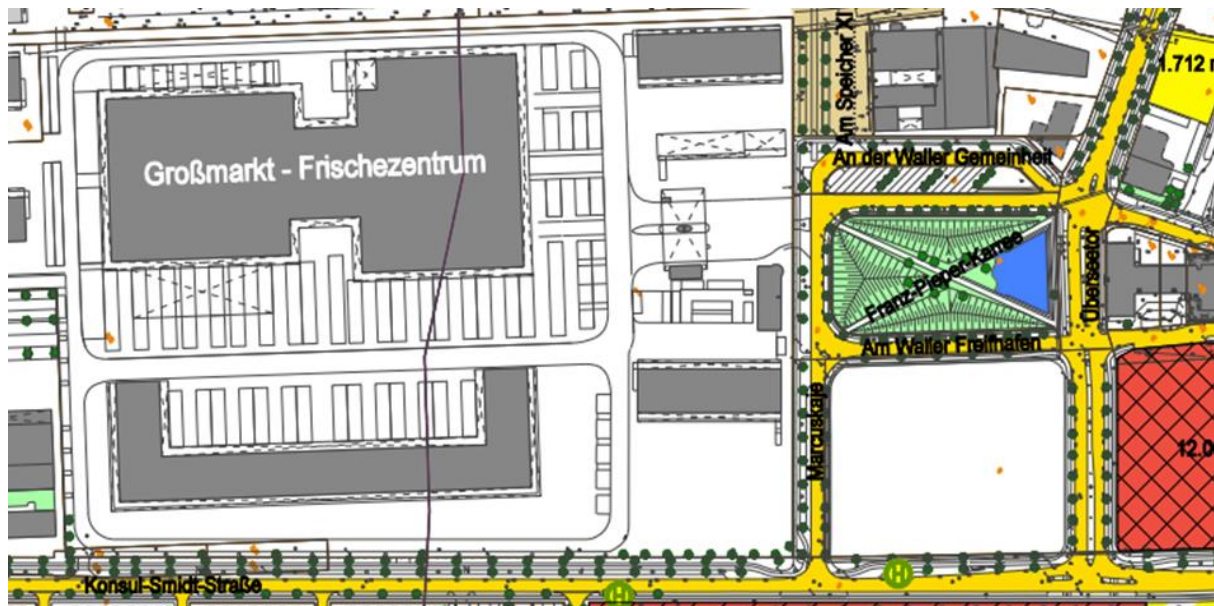 Am Speicher XI
1.712 m
An der Waller Gemeinheit
Großmarkt - Frischezentrum
Franz-Pieper-Karree
Überseetor
Am Waller Freihafen
Marcuskaje
12.0
Konsul-Smidt-Straße
H
H